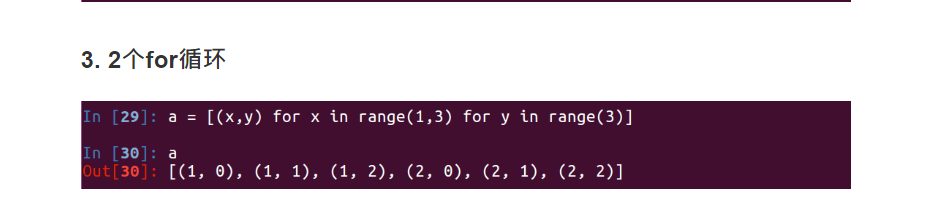 3. 2个for循环
In [29]: a = [(x,y) for x in range(1,3) for y in range(3)]
In [30]: a
Out[30]: [(1, 0), (1, 1), (1, 2), (2, 0), (2, 1), (2, 2)]